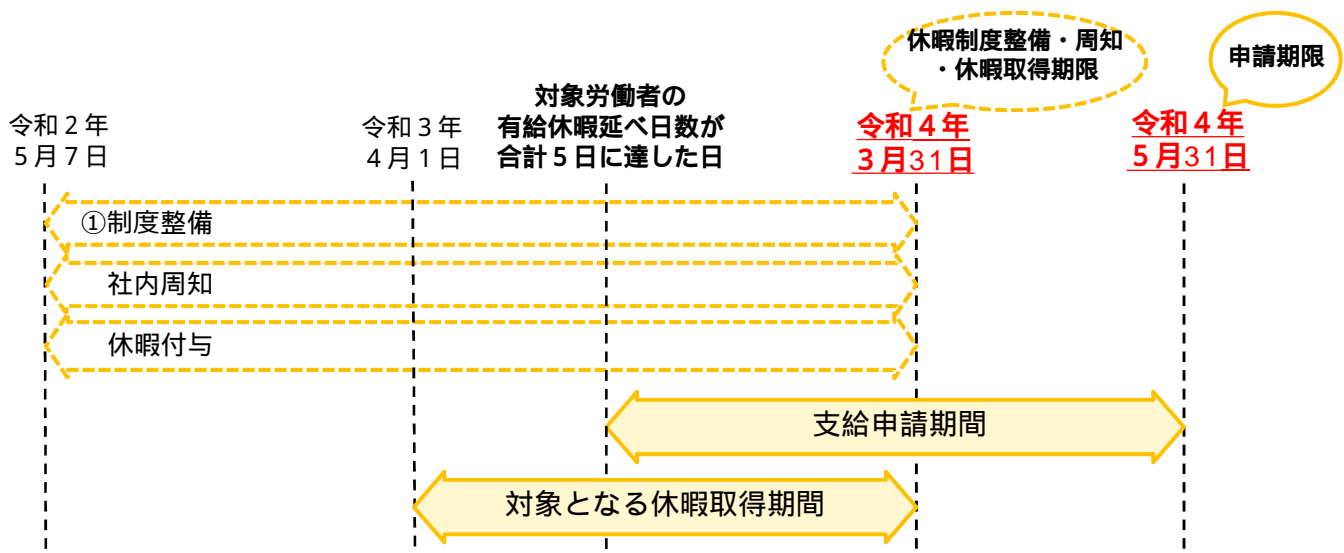 休暇制度整備・周知
・休暇取得期限
申請期限
令和２年
５月７日
令和３年
４月１日
対象労働者の
有給休暇延べ日数が
合計５日に達した日
令和４年
３月31日
令和４年
５月31日
①制度整備
社内周知
休暇付与
支給申請期間
対象となる休暇取得期間